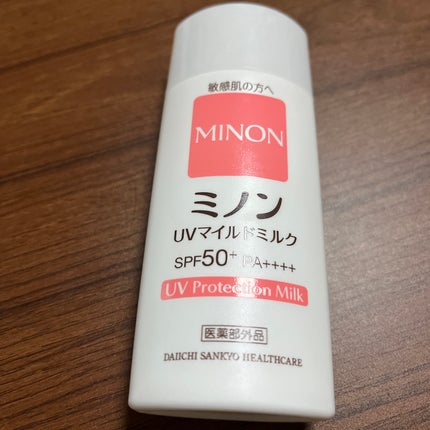 敏感肌の方へ
MINON
ミノン
UVマイルドミルク
SPF50+ PA++++
UV Protection Milk
医薬部外品
DAIICHI SANKYO HEALTHCARE